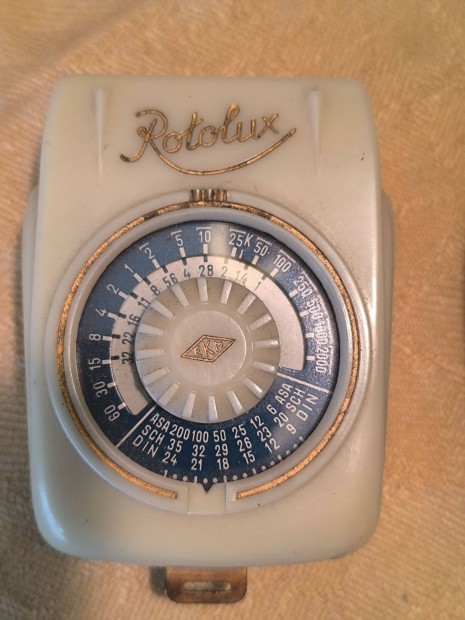 Rotolux
60 30 15 8 4 2 1 2 5 10 25 K 50 100 250 500 1000 2000
32 22 16 11 8 5,6 4 2,8 2 1,4 1
ASA 200 100 50 25 12 6 ASA
SCH 35 32 29 26 23 20 SCH
DIN 24 21 18 15 12 9 DIN